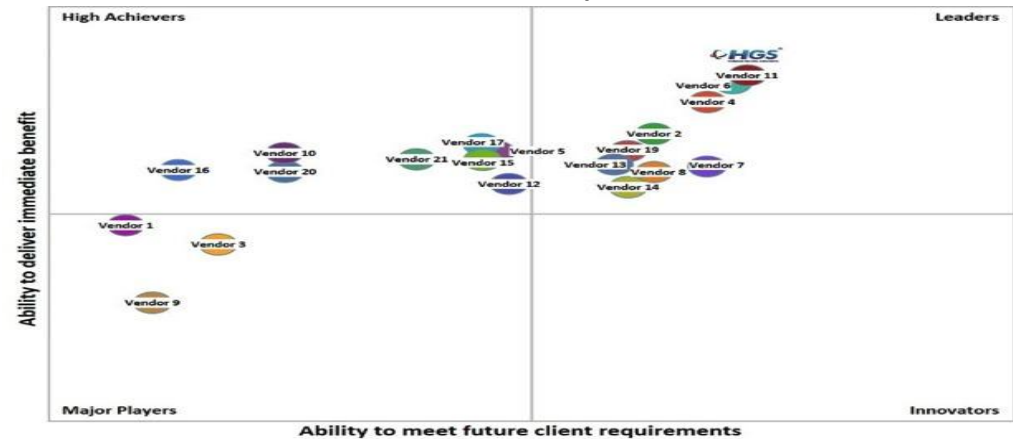 High Achievers
Leaders
HGS
Vendor 11
Vendor 6
Vendor 4
Vendor 2
Vendor 17
Vendor 5
Vendor 19
Vendor 10
Vendor 21
Vendor 15
Vendor 13
Vendor 7
Vendor 16
Vendor 20
Vendor 8
Vendor 12
Vendor 14
Vendor 1
Vendor 3
Vendor 9
Ability to deliver immediate benefit
Major Players
Innovators
Ability to meet future client requirements